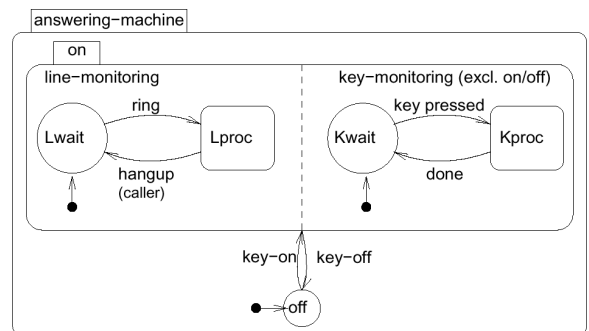 answering-machine
on
line-monitoring
key-monitoring (excl. on/off)
ring
key pressed
Lwait
Lproc
Kwait
Kproc
hangup
(caller)
done
key-on
key-off
off